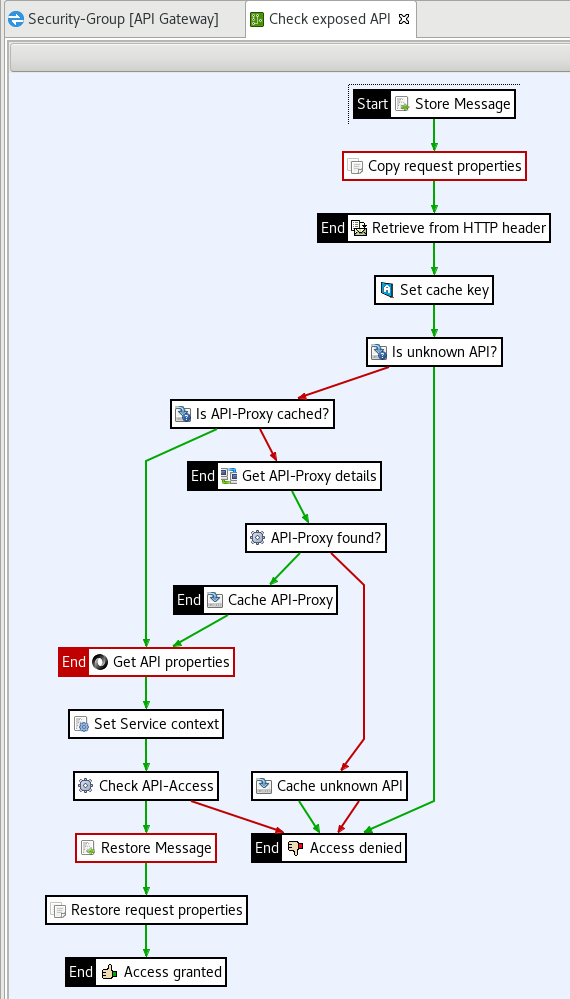 Security-Group [API Gateway]
Check exposed API
Start Store Message
Copy request properties
End Retrieve from HTTP header
Set cache key
Is unknown API?
Is API-Proxy cached?
End Get API-Proxy details
API-Proxy found?
End Cache API-Proxy
End Get API properties
Set Service context
Check API-Access
Cache unknown API
Restore Message
End Access denied
Restore request properties
End Access granted